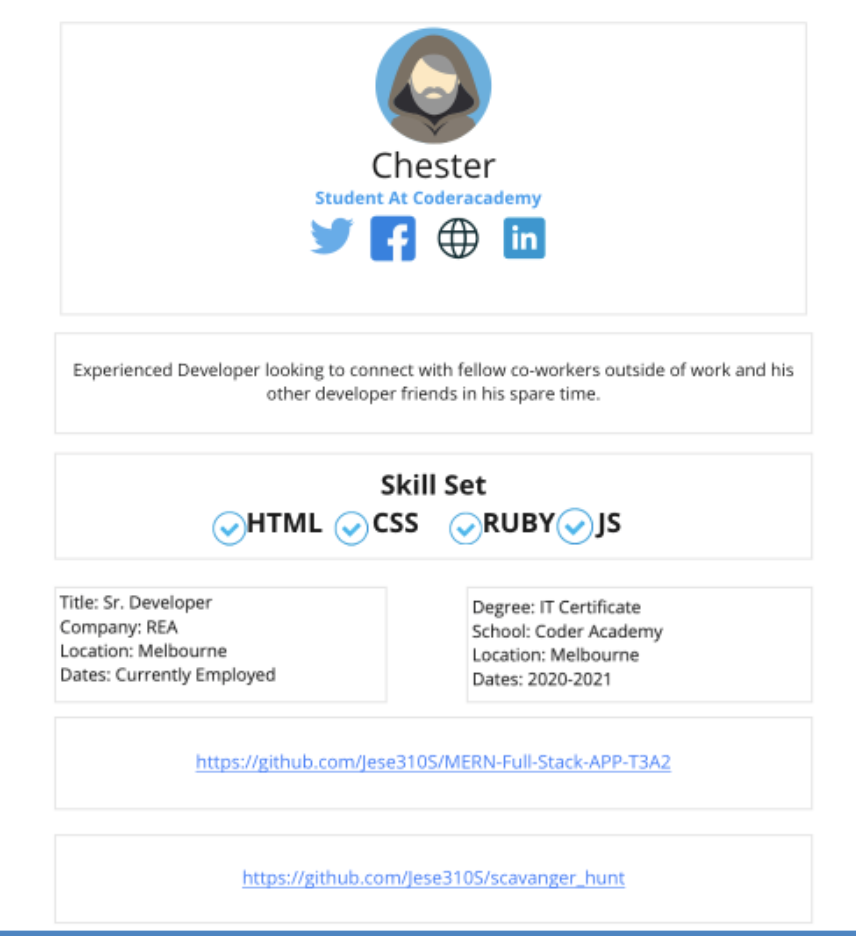 Chester
Student At Coderacademy
in
Experienced Developer looking to connect with fellow co-workers outside of work and his
other developer friends in his spare time.
Skill Set
HTML CSS RUBY JS
Title: Sr. Developer
Company: REA
Location: Melbourne
Dates: Currently Employed
Degree: IT Certificate
School: Coder Academy
Location: Melbourne
Dates: 2020-2021
https://github.com/Jese310S/MERN-Full-Stack-APP-T3A2
https://github.com/Jese310S/scavanger_hunt